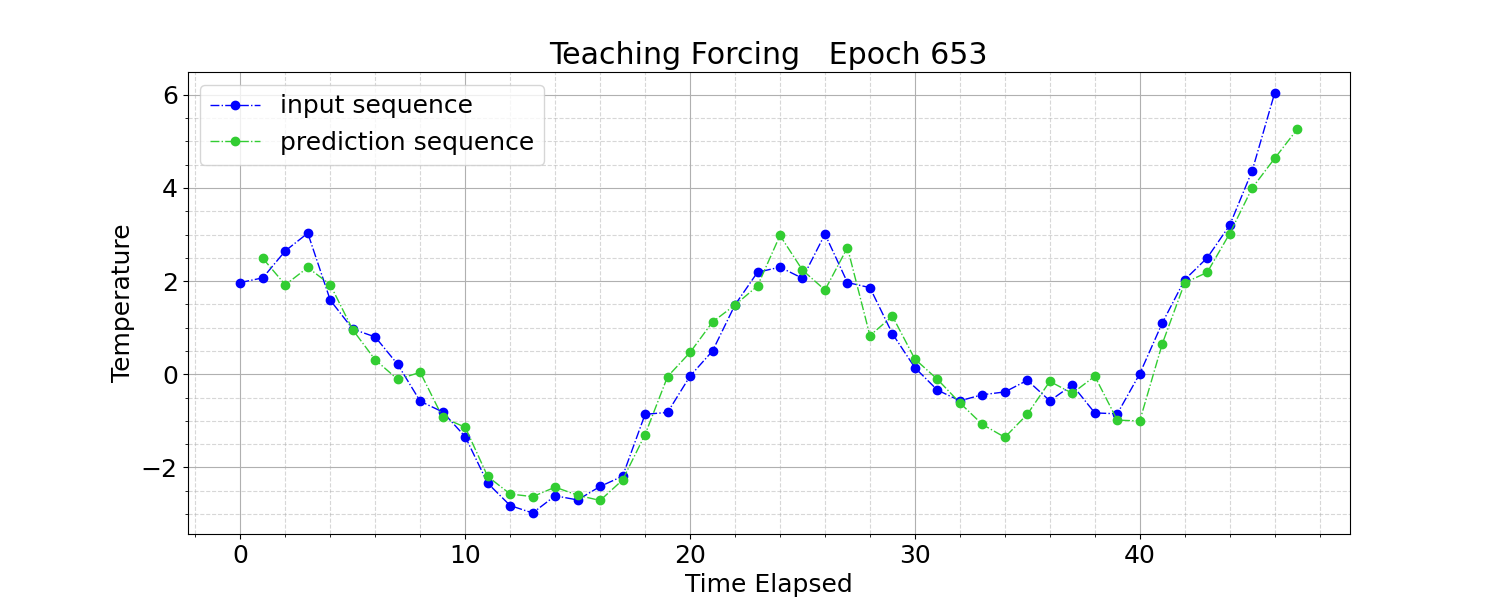 Teaching Forcing   Epoch 653
input sequence
prediction sequence
6
4
2
0
−2
Temperature
0 10 20 30 40
Time Elapsed